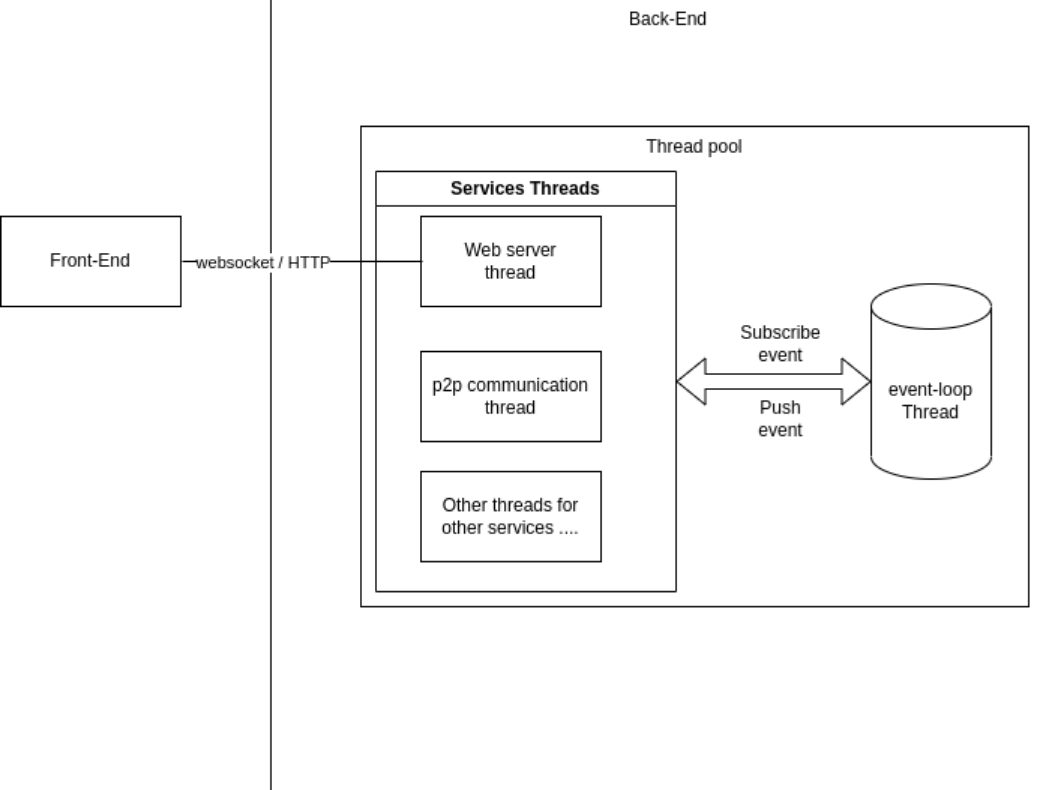 Back-End
Thread pool
Services Threads
Front-End
websocket / HTTP
Web server
thread
p2p communication
thread
Other threads for
other services ....
Subscribe
event
Push
event
event-loop
Thread